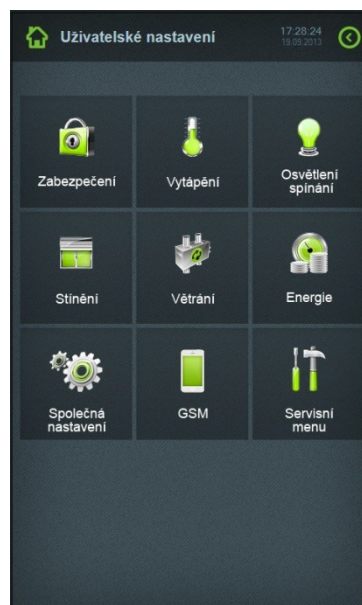 Uživatelské nastavení
17:28:24
19.09.2013
Zabezpečení
Vytápění
Osvětlení
spínání
Stínění
Větrání
Energie
Společná
nastavení
GSM
Servisní
menu